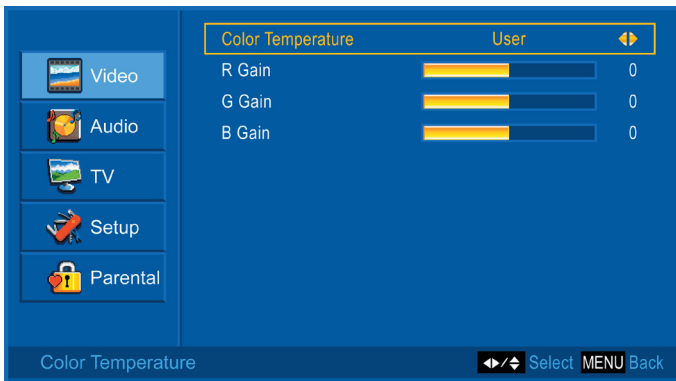 Color Temperature User
R Gain 0
G Gain 0
B Gain 0
Video
Audio
TV
Setup
Parental
Color Temperature
/ Select MENU Back